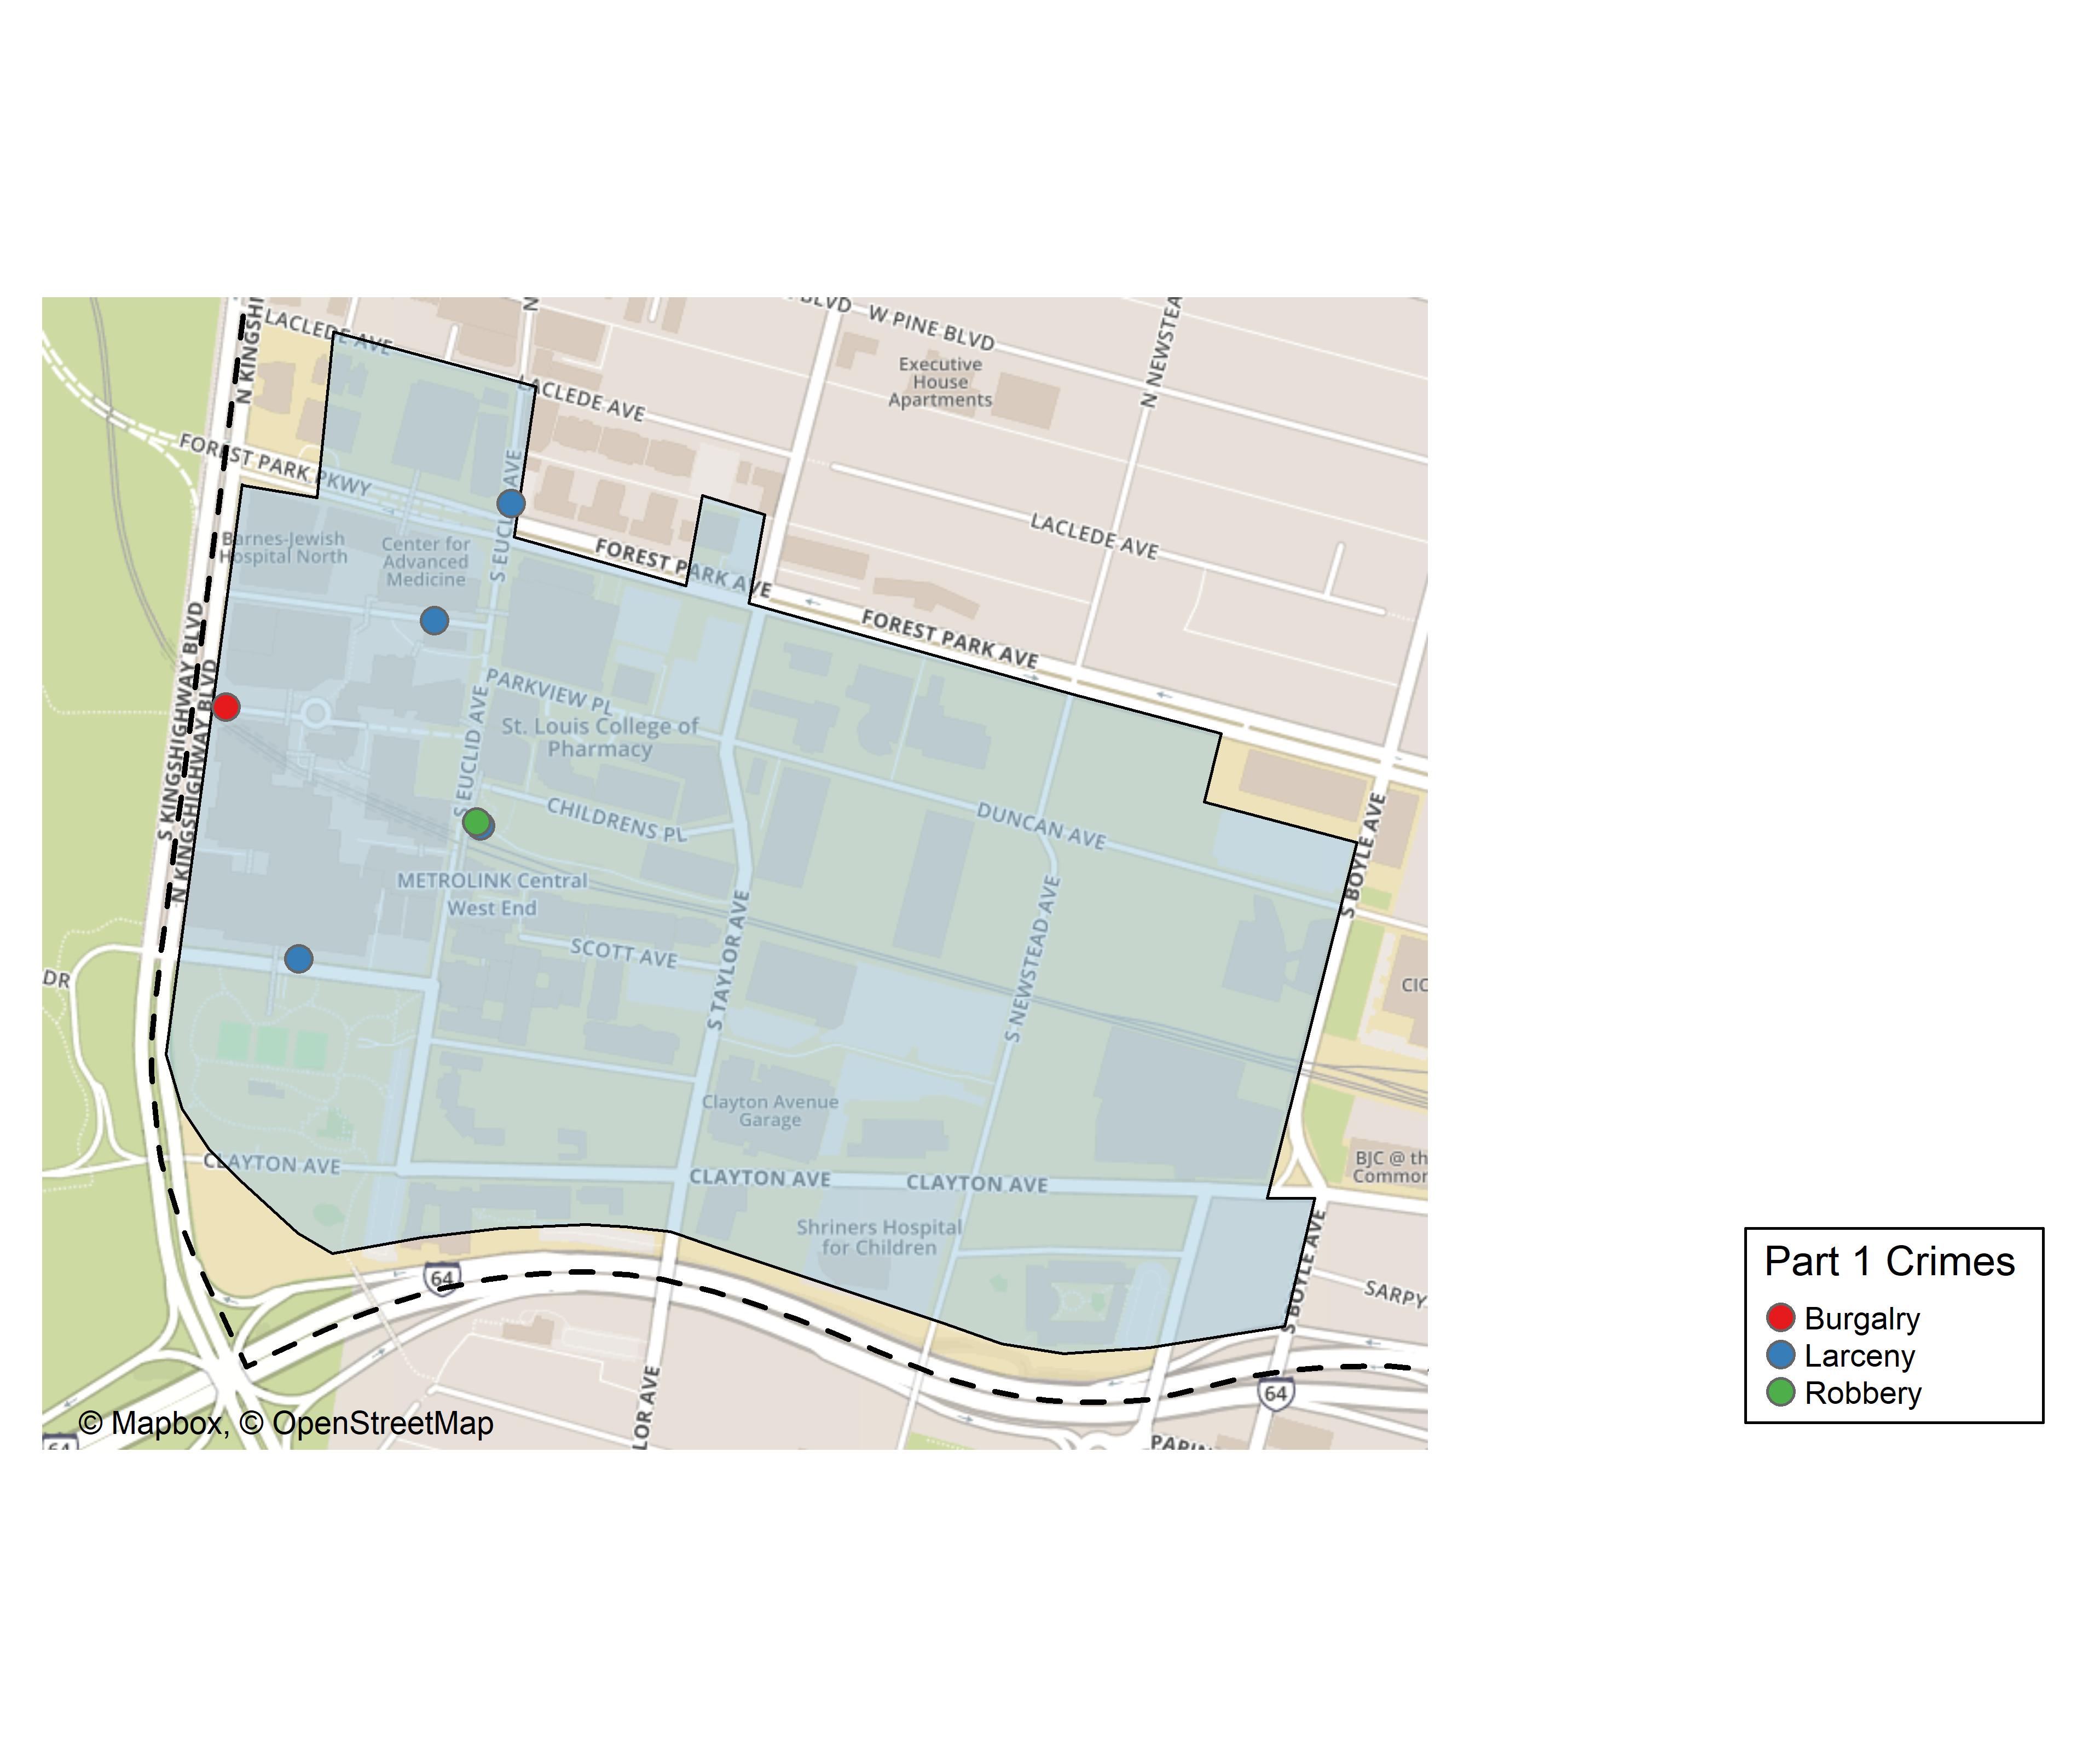 BLVD
W PINE BLVD
N KINGSHI
LACLEDE AVE
N
N NEWSTEA
Executive
House
Apartments
LACLEDE AVE
FOREST PARK PKWY
S EUCLID AVE
LACLEDE AVE
Barnes-Jewish
Hospital North
Center for
Advanced
Medicine
FOREST PARK AVE
FOREST PARK AVE
S KINGSHIGHWAY BLVD
N KINGSHIGHWAY BLVD
PARKVIEW PL
St. Louis College of
Pharmacy
S EUCLID AVE
CHILDRENS PL
DUNCAN AVE
S BOYLE AVE
METROLINK Central
West End
SCOTT AVE
S TAYLOR AVE
S NEWSTEAD AVE
DR
CIC
Clayton Avenue
Garage
CLAYTON AVE
CLAYTON AVE
CLAYTON AVE
BJC @ th
Common
Shriners Hospital
for Children
S BOYLE AVE
SARPY
64
64
LOR AVE
PAPIN
64
© Mapbox, © OpenStreetMap
Part 1 Crimes
Burgalry
Larceny
Robbery